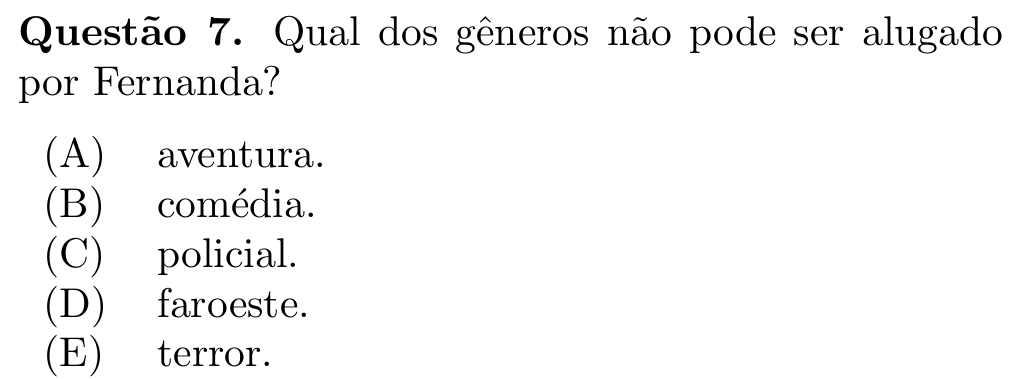 Questão 7. Qual dos gêneros não pode ser alugado
por Fernanda?
(A) aventura.
(B) comédia.
(C) policial.
(D) faroeste.
(E) terror.